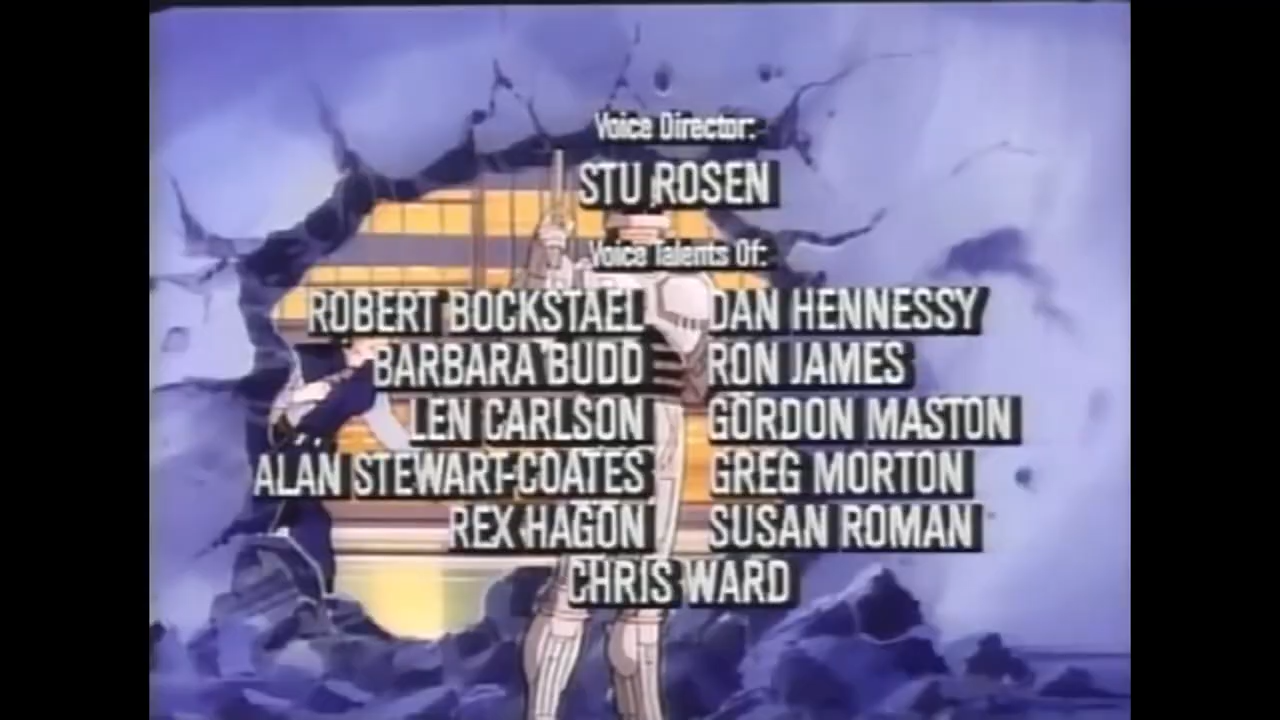 Voice Director:
STU ROSEN
Voice Talents Of:
ROBERT BOCKSTAEL DAN HENNESSY
BARBARA BUDD RON JAMES
LEN CARLSON GORDON MASTON
ALAN STEWART-COATES GREG MORTON
REX HAGON SUSAN ROMAN
CHRIS WARD